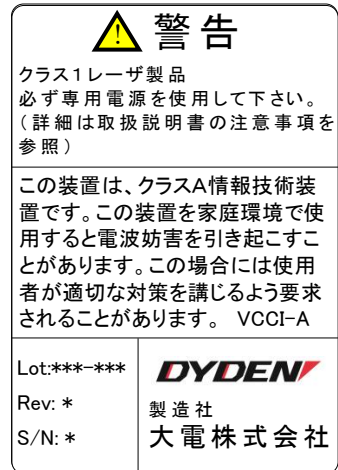 警告
クラス1レーザ製品
必ず専用電源を使用して下さい。
(詳細は取扱説明書の注意事項を
参照)
この装置は、クラスA情報技術装
置です。この装置を家庭環境で使
用すると電波妨害を引き起こすこ
とがあります。この場合には使用
者が適切な対策を講じるよう要求
されることがあります。 VCCI-A
Lot:***-***
Rev: *
S/N: *
DYDEN
製造社
大電株式会社